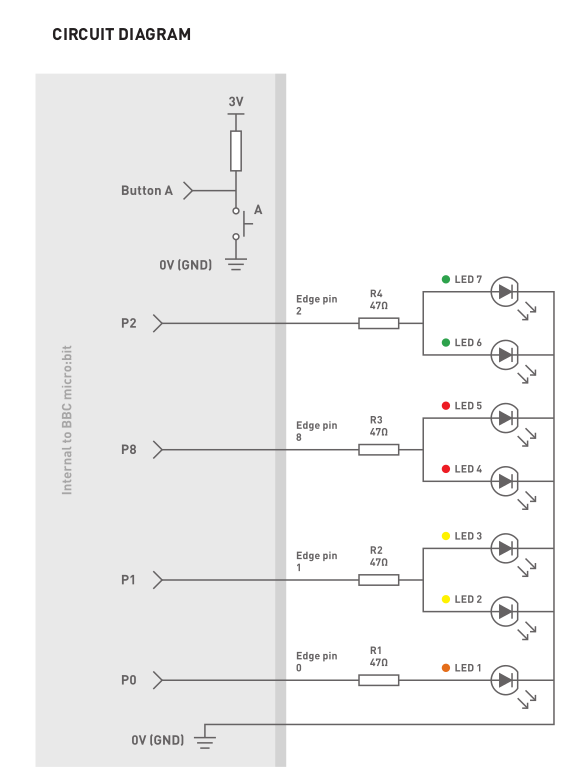 CIRCUIT DIAGRAM
3V
Button A
A
0V (GND)
LED 7
Edge pin
2
R4
47Ω
P2
LED 6
LED 5
Edge pin
8
R3
47Ω
P8
LED 4
Internal to BBC micro:bit
LED 3
Edge pin
1
R2
47Ω
P1
LED 2
Edge pin
0
R1
47Ω
LED 1
P0
0V (GND)